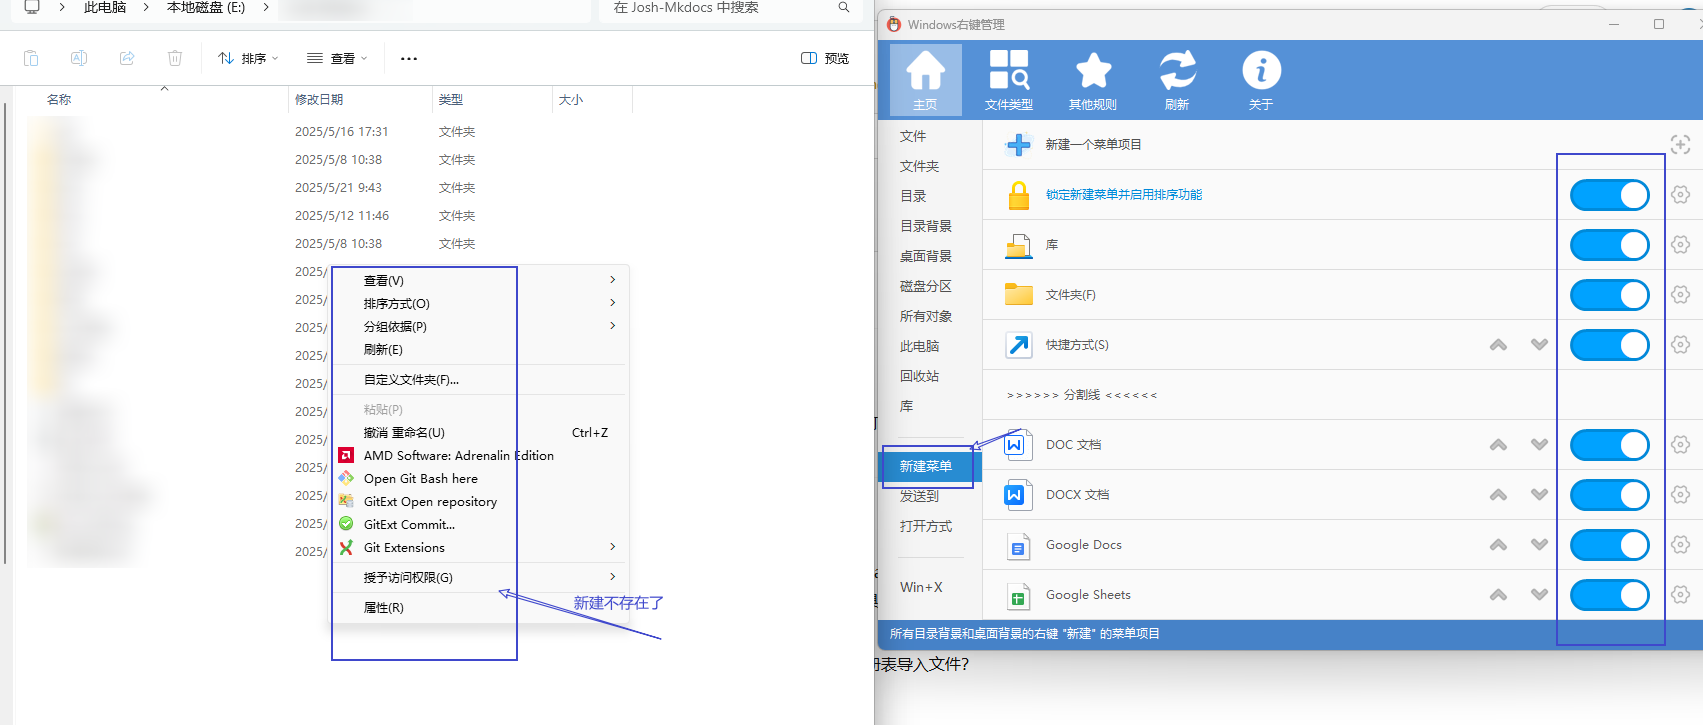 此电脑 > 本地磁盘 (E:) >
在 Josh-Mkdocs 中搜索
排序 查看 ... 预览
名称 修改日期 类型 大小
2025/5/16 17:31 文件夹
2025/5/8 10:38 文件夹
2025/5/21 9:43 文件夹
2025/5/12 11:46 文件夹
2025/5/8 10:38 文件夹
2025/
2025/
2025/
2025/
2025/
2025/
2025/
2025/
2025/
2025/
2025/
查看(V)
排序方式(O)
分组依据(P)
刷新(E)
自定义文件夹(F)...
粘贴(P)
撤消 重命名(U) Ctrl+Z
AMD Software: Adrenalin Edition
Open Git Bash here
GitExt Open repository
GitExt Commit...
Git Extensions
授予访问权限(G)
属性(R)
新建不存在了
Windows右键管理
主页 文件类型 其他规则 刷新 关于
文件
文件夹
目录
目录背景
桌面背景
磁盘分区
所有对象
此电脑
回收站
库
新建菜单
发送到
打开方式
Win+X
新建一个菜单项目
锁定新建菜单并启用排序功能
库
文件夹(F)
快捷方式(S)
>>>>>> 分割线 <<<<<<
DOC 文档
DOCX 文档
Google Docs
Google Sheets
所有目录背景和桌面背景的右键 "新建" 的菜单项目
表导入文件?